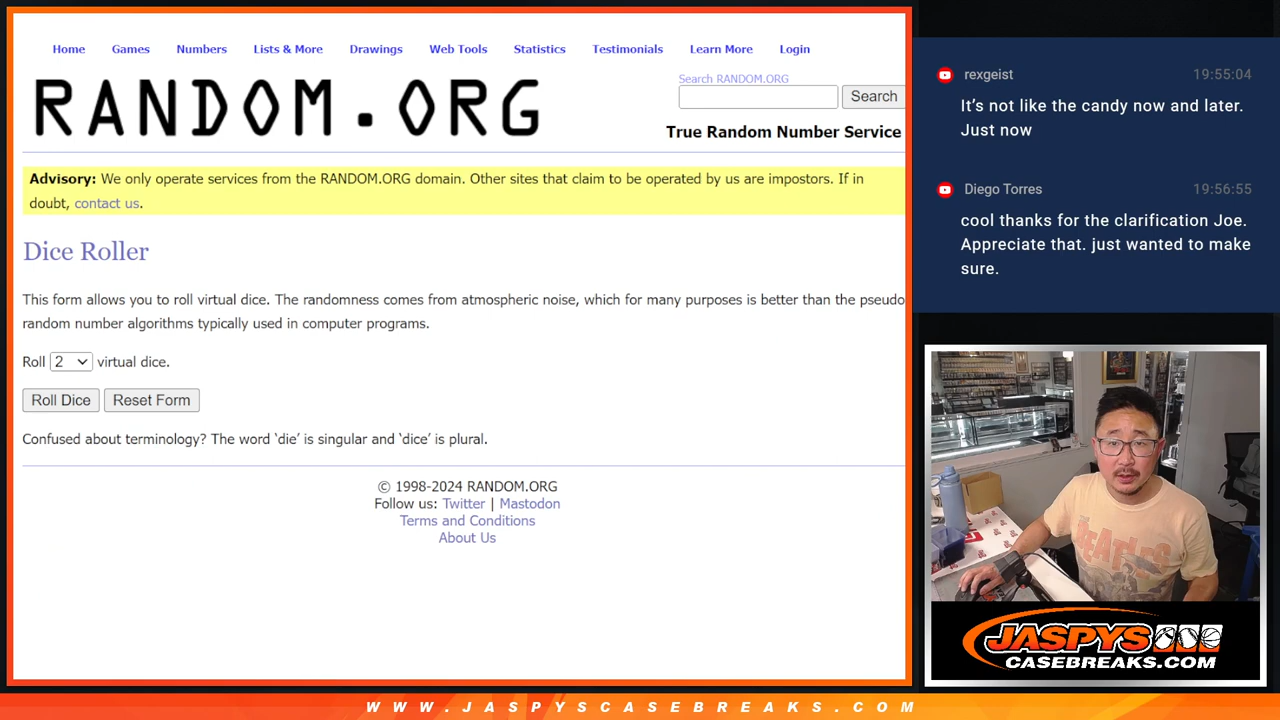 Home Games Numbers Lists & More Drawings Web Tools Statistics Testimonials Learn More Login
RANDOM.ORG
Search RANDOM.ORG
Search
True Random Number Service
Advisory: We only operate services from the RANDOM.ORG domain. Other sites that claim to be operated by us are impostors. If in
doubt, contact us.
Dice Roller
This form allows you to roll virtual dice. The randomness comes from atmospheric noise, which for many purposes is better than the pseudo
random number algorithms typically used in computer programs.
Roll 2 virtual dice.
Roll Dice Reset Form
Confused about terminology? The word ‘die’ is singular and ‘dice’ is plural.
© 1998-2024 RANDOM.ORG
Follow us: Twitter | Mastodon
Terms and Conditions
About Us
rexgeist 19:55:04
It’s not like the candy now and later.
Just now
Diego Torres 19:56:55
cool thanks for the clarification Joe.
Appreciate that. just wanted to make
sure.
BEATLES
JASPYS
CASEBREAKS.COM
WWW.JASPYSCASEBREAKS.COM